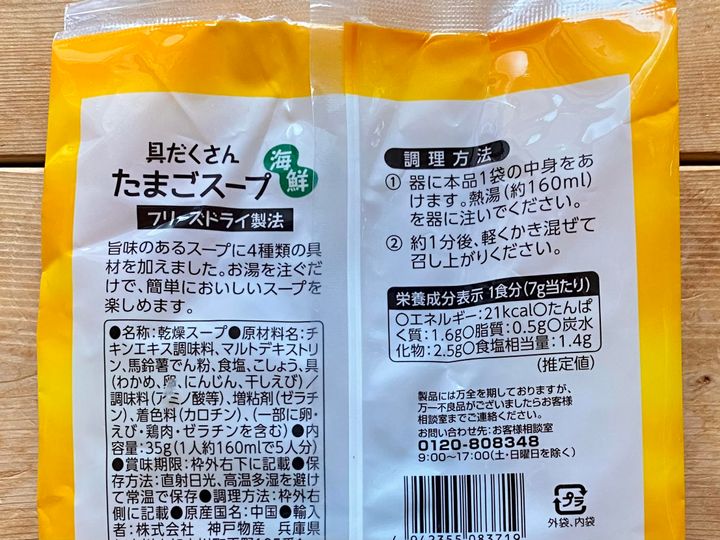 具だくさん
たまごスープ
海鮮
フリーズドライ製法
旨味のあるスープに4種類の具
材を加えました。お湯を注ぐだ
けで、簡単においしいスープを
楽しめます。
●名称:乾燥スープ●原材料名:チ
キンエキス調味料、マルトデキストリ
ン、馬鈴薯でん粉、食塩、こしょう、具
(わかめ、卵、にんじん、干しえび)／
調味料(アミノ酸等)、増粘剤(ゼラチ
ン)、着色料(カロチン)、(一部に卵・
えび・鶏肉・ゼラチンを含む)●内
容量:35g(1人約160mlで5人分)
●賞味期限:枠外右下に記載●保
存方法:直射日光、高温多湿を避け
て常温で保存●調理方法:枠外右
側に記載●原産国名:中国●輸入
者:株式会社 神戸物産 兵庫県
調理方法
① 器に本品1袋の中身をあ
けます。熱湯(約160ml)
を器に注いでください。
② 約1分後、軽くかき混ぜて
召し上がりください。
栄養成分表示 1食分(7g当たり)
○エネルギー:21kcal○たんぱ
く質:1.6g○脂質:0.5g○炭水
化物:2.5g○食塩相当量:1.4g
(推定値)
製品には万全を期しておりますが、
万一不良品がございましたらお客様
相談室までご連絡ください。
お問い合わせ先:お客様相談室
0120-808348
9:00〜17:00(土・日曜日を除く)
プラ
外袋、内袋